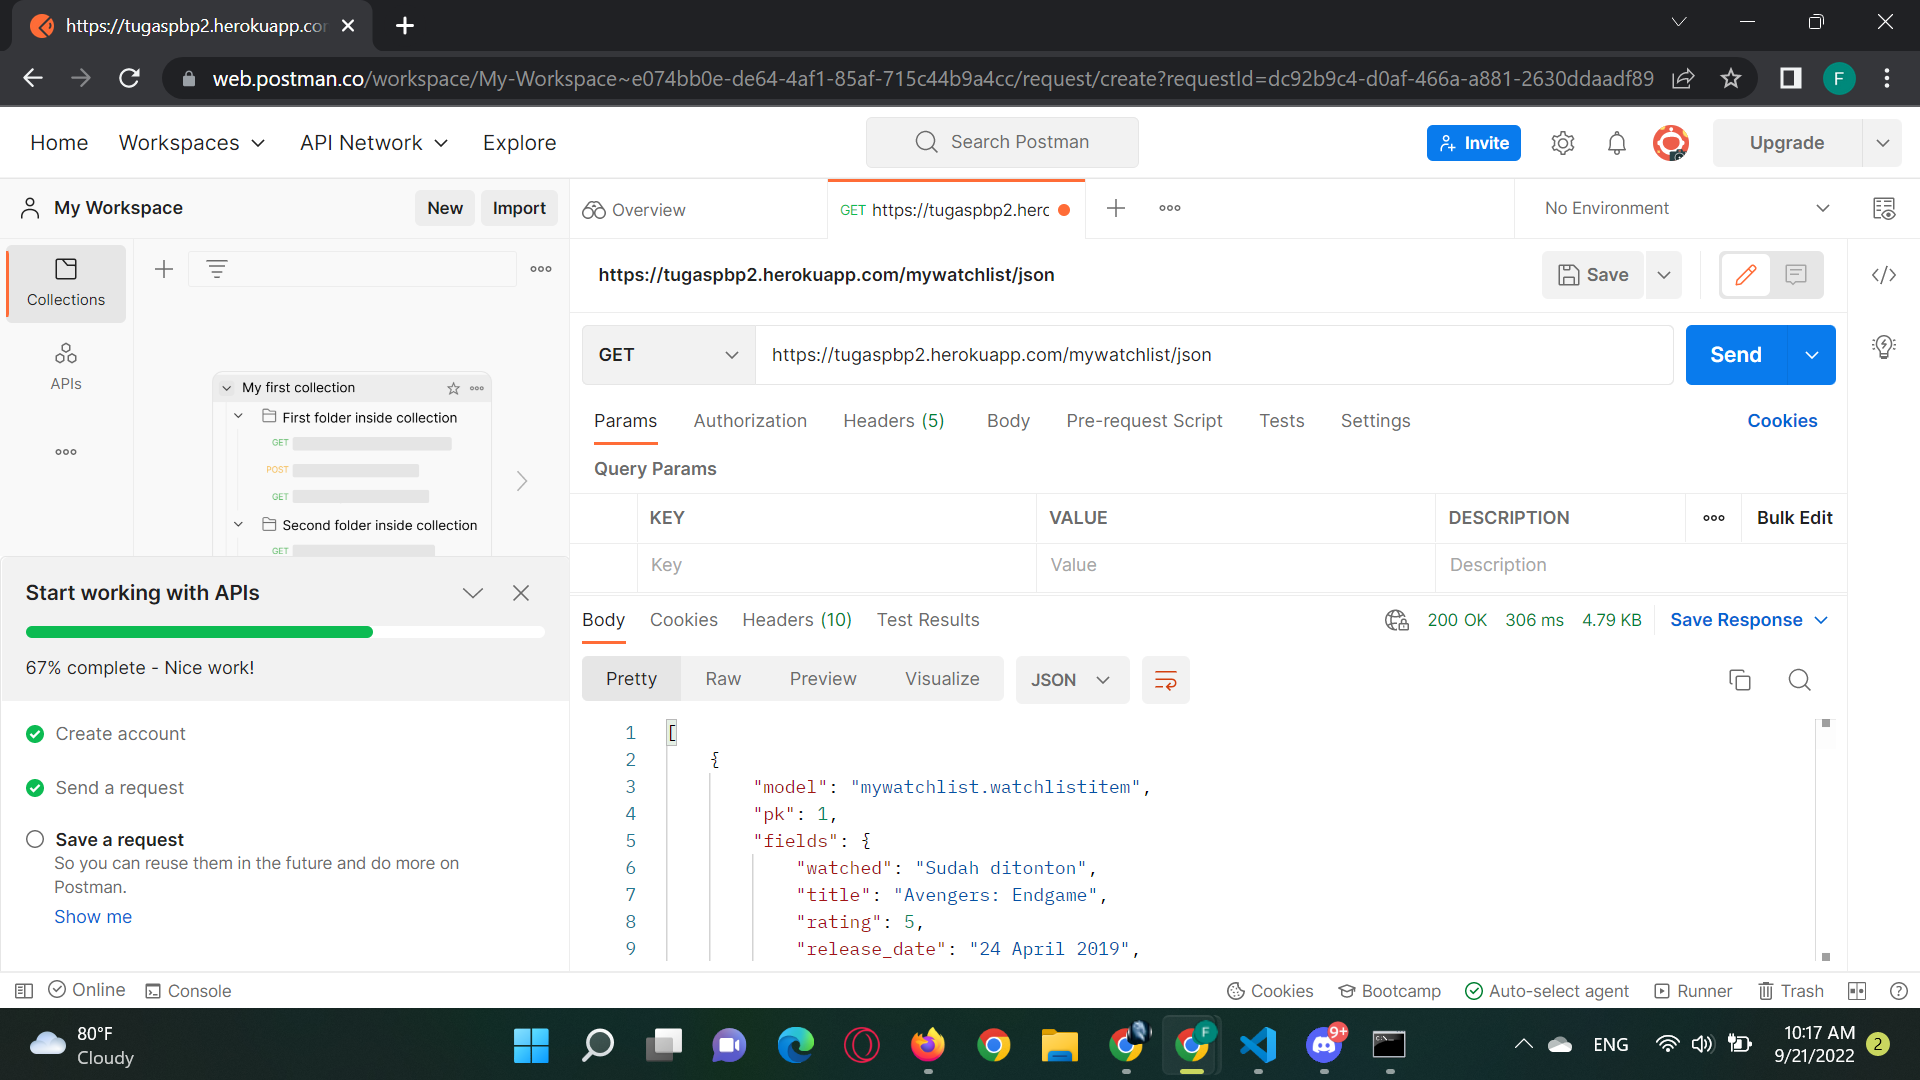 https://tugaspbp2.herokuapp.cor
web.postman.co/workspace/My-Workspace~e074bb0e-de64-4af1-85af-715c44b9a4cc/request/create?requestId=dc92b9c4-d0af-466a-a881-2630ddaadf89
F
Home Workspaces API Network Explore
Search Postman
Invite
Upgrade
My Workspace
New Import
Overview
GET https://tugaspbp2.herc
No Environment
Collections
APIs
My first collection
First folder inside collection
GET
POST
GET
Second folder inside collection
GET
https://tugaspbp2.herokuapp.com/mywatchlist/json
Save
GET
https://tugaspbp2.herokuapp.com/mywatchlist/json
Send
Params Authorization Headers (5) Body Pre-request Script Tests Settings
Cookies
Query Params
KEY VALUE DESCRIPTION Bulk Edit
Key Value Description
Start working with APIs
67% complete - Nice work!
Create account
Send a request
Save a request
So you can reuse them in the future and do more on
Postman.
Show me
Body Cookies Headers (10) Test Results
200 OK 306 ms 4.79 KB Save Response
Pretty Raw Preview Visualize JSON
1 [
2 {
3 "model": "mywatchlist.watchlistitem",
4 "pk": 1,
5 "fields": {
6 "watched": "Sudah ditonton",
7 "title": "Avengers: Endgame",
8 "rating": 5,
9 "release_date": "24 April 2019",
Online Console
Cookies Bootcamp Auto-select agent Runner Trash
80°F
Cloudy
F
9+
ENG
10:17 AM
9/21/2022
2